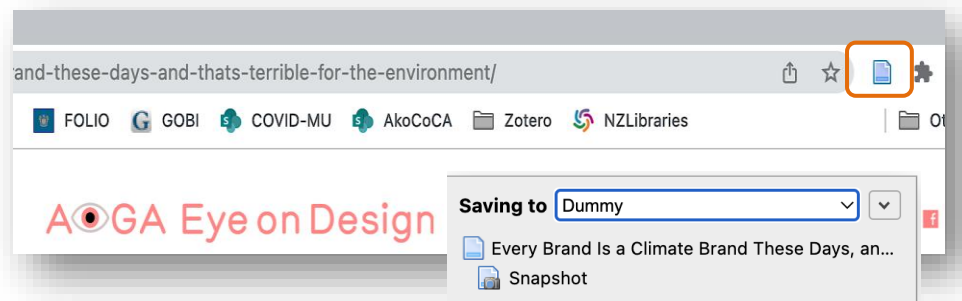 and-these-days-and-thats-terrible-for-the-environment/
FOLIO G GOBI S COVID-MU S AkoCoCA Zotero NZLibraries
AIGA Eye on Design
Saving to Dummy
Every Brand Is a Climate Brand These Days, an...
Snapshot